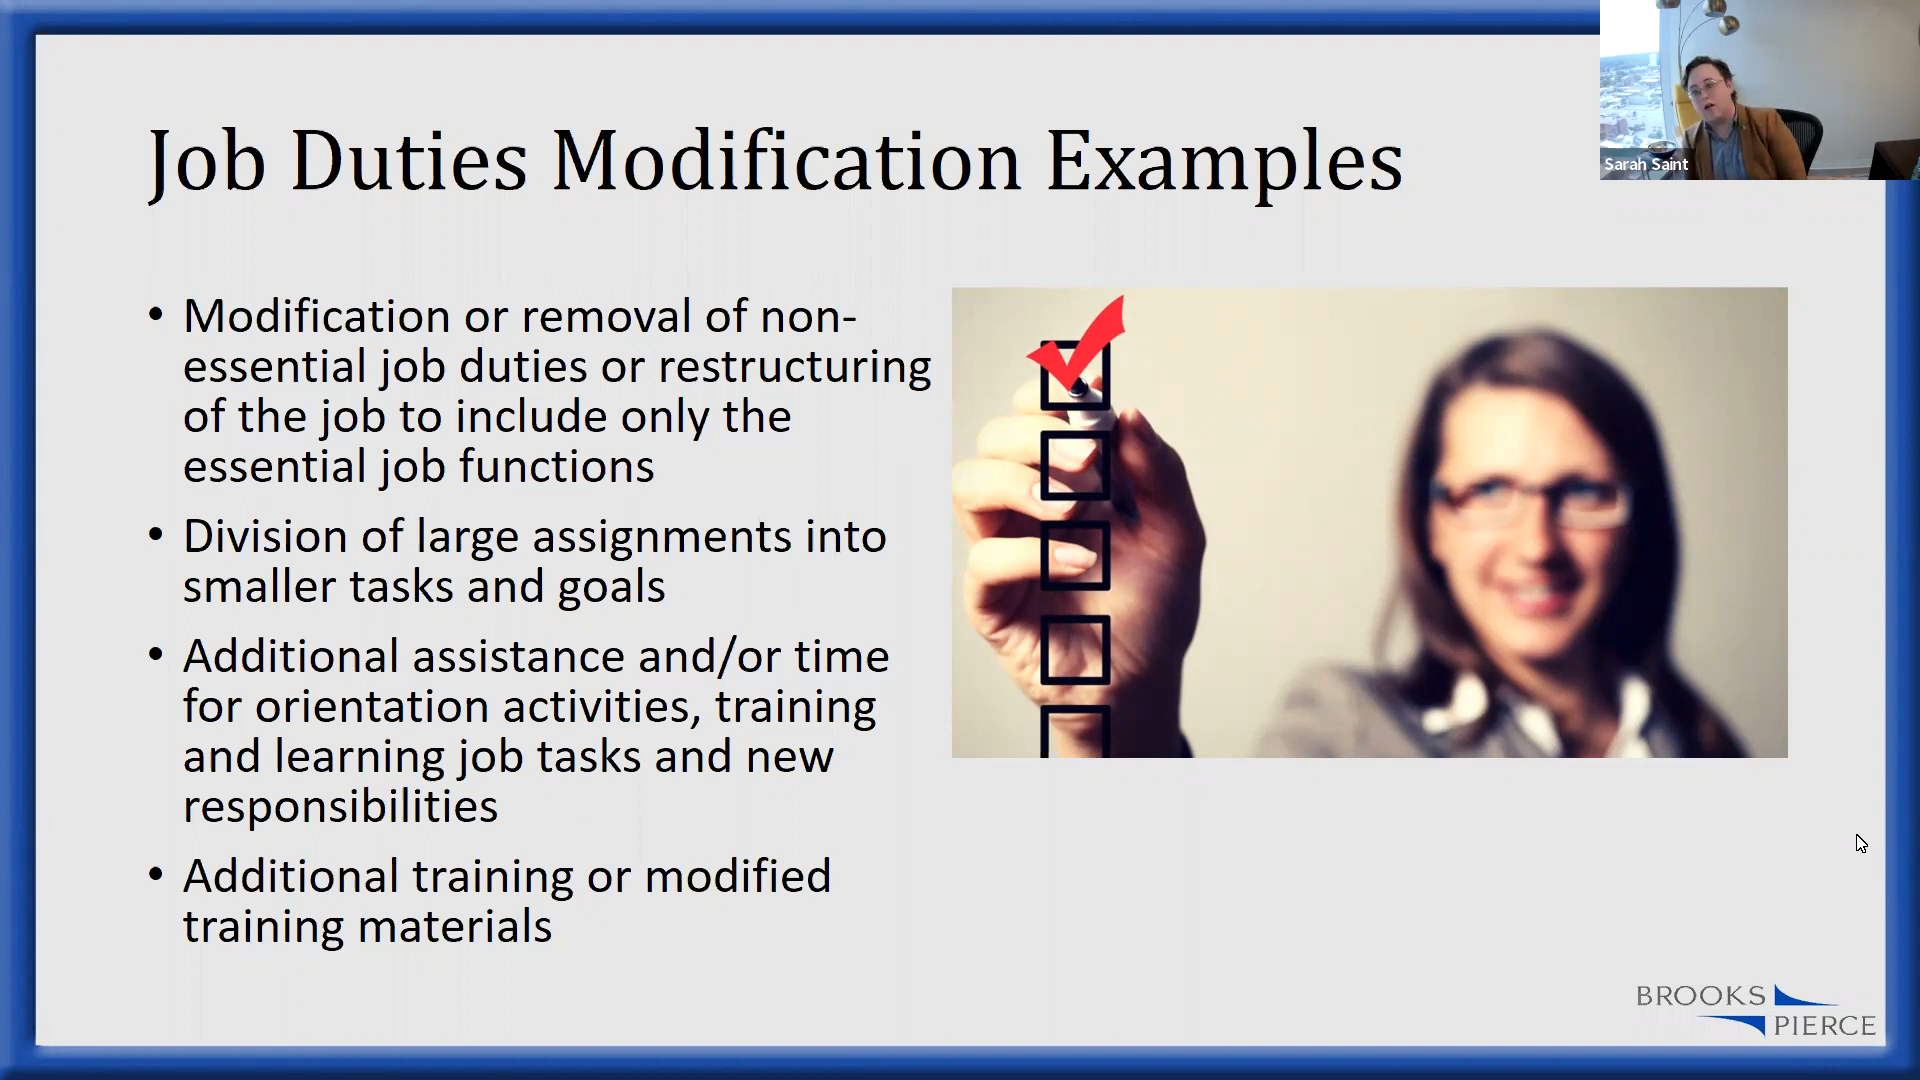 Job Duties Modification Examples
Sarah Saint
• Modification or removal of non-
essential job duties or restructuring
of the job to include only the
essential job functions
• Division of large assignments into
smaller tasks and goals
• Additional assistance and/or time
for orientation activities, training
and learning job tasks and new
responsibilities
• Additional training or modified
training materials
BROOKS
PIERCE